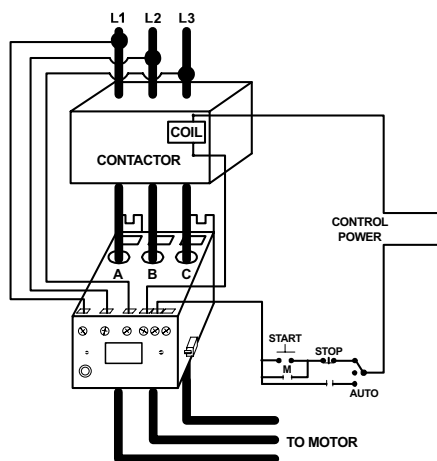 L1 L2 L3
COIL
CONTACTOR
CONTROL
POWER
A B C
START
STOP
M
AUTO
TO MOTOR